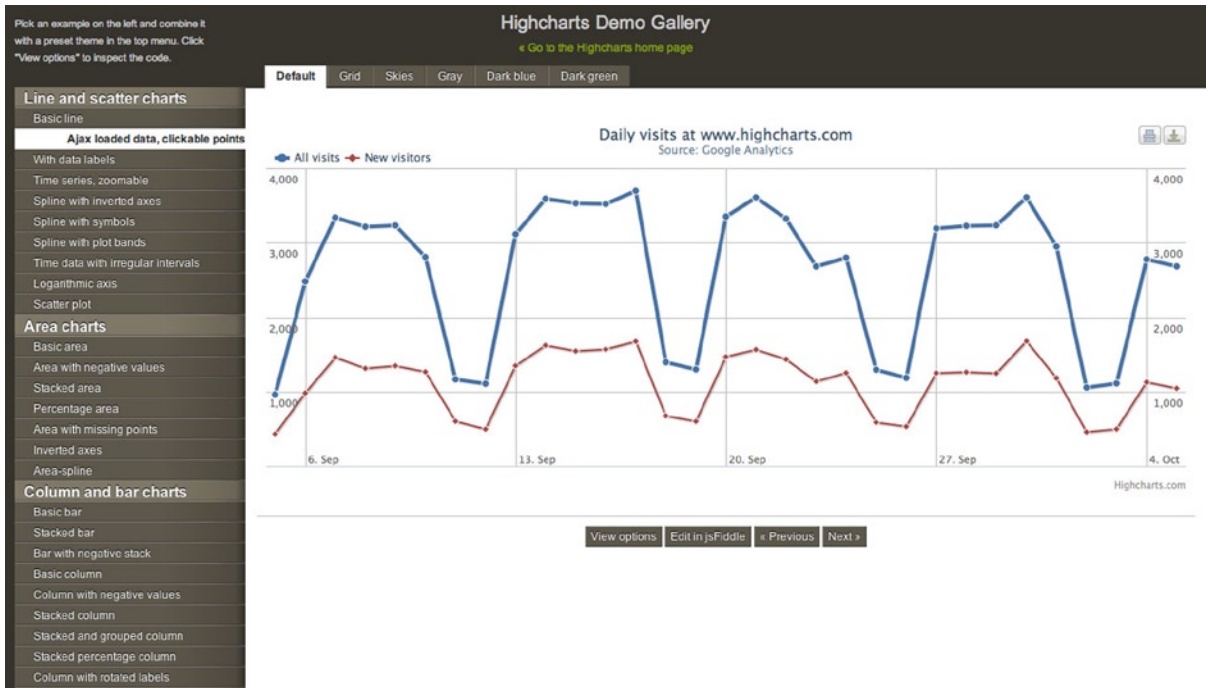 Pick an example on the left and combine it
with a preset theme in the top menu. Click
"View options" to inspect the code.
Highcharts Demo Gallery
« Go to the Highcharts home page
Default Grid Skies Gray Dark blue Dark green
Line and scatter charts
Basic line
Ajax loaded data, clickable points
With data labels
Time series, zoomable
Spline with inverted axes
Spline with symbols
Spline with plot bands
Time data with irregular intervals
Logarithmic axis
Scatter plot
Area charts
Basic area
Area with negative values
Stacked area
Percentage area
Area with missing points
Inverted axes
Area-spline
Column and bar charts
Basic bar
Stacked bar
Bar with negative stack
Basic column
Column with negative values
Stacked column
Stacked and grouped column
Stacked percentage column
Column with rotated labels
Daily visits at www.highcharts.com
Source: Google Analytics
All visits New visitors
4,000 4,000
3,000 3,000
2,000 2,000
1,000 1,000
6. Sep 13. Sep 20. Sep 27. Sep 4. Oct
Highcharts.com
View options Edit in jsFiddle « Previous Next »